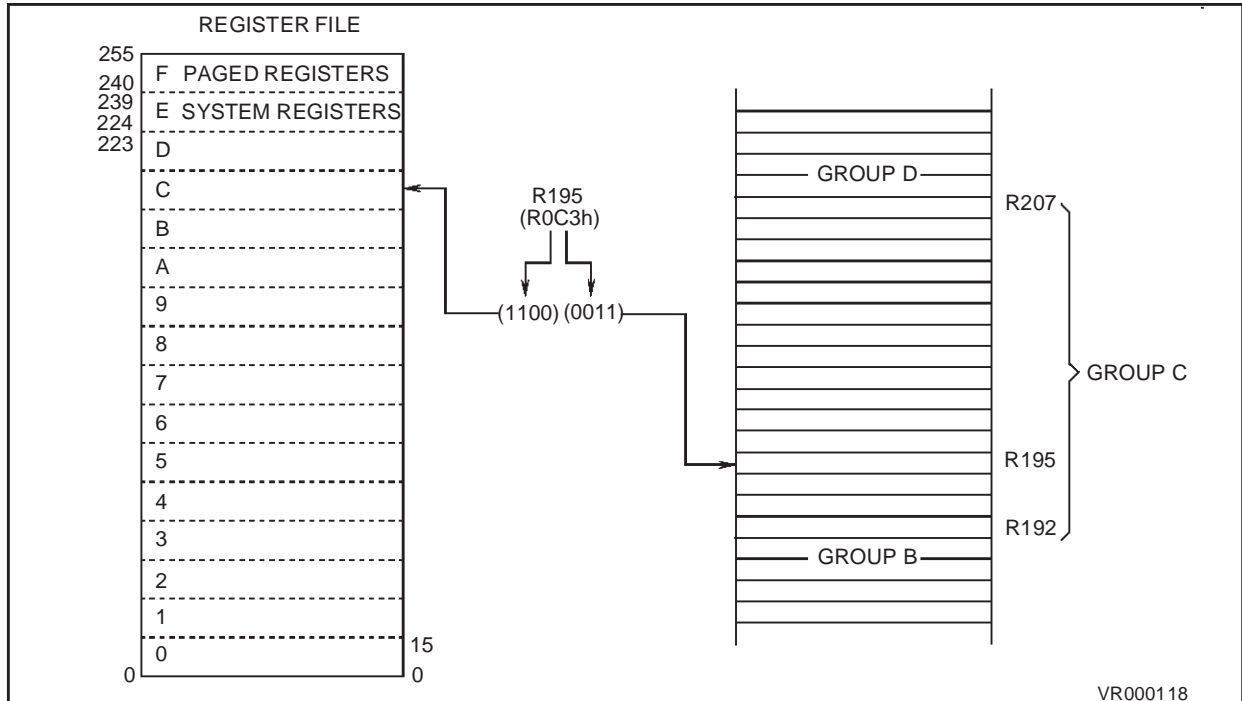 REGISTER FILE
255
240
239
224
223
F PAGED REGISTERS
E SYSTEM REGISTERS
D
C
B
A
9
8
7
6
5
4
3
2
1
0
15
0
0
R195
(R0C3h)
(1100) (0011)
GROUP D
R207
GROUP C
R195
R192
GROUP B
VR000118